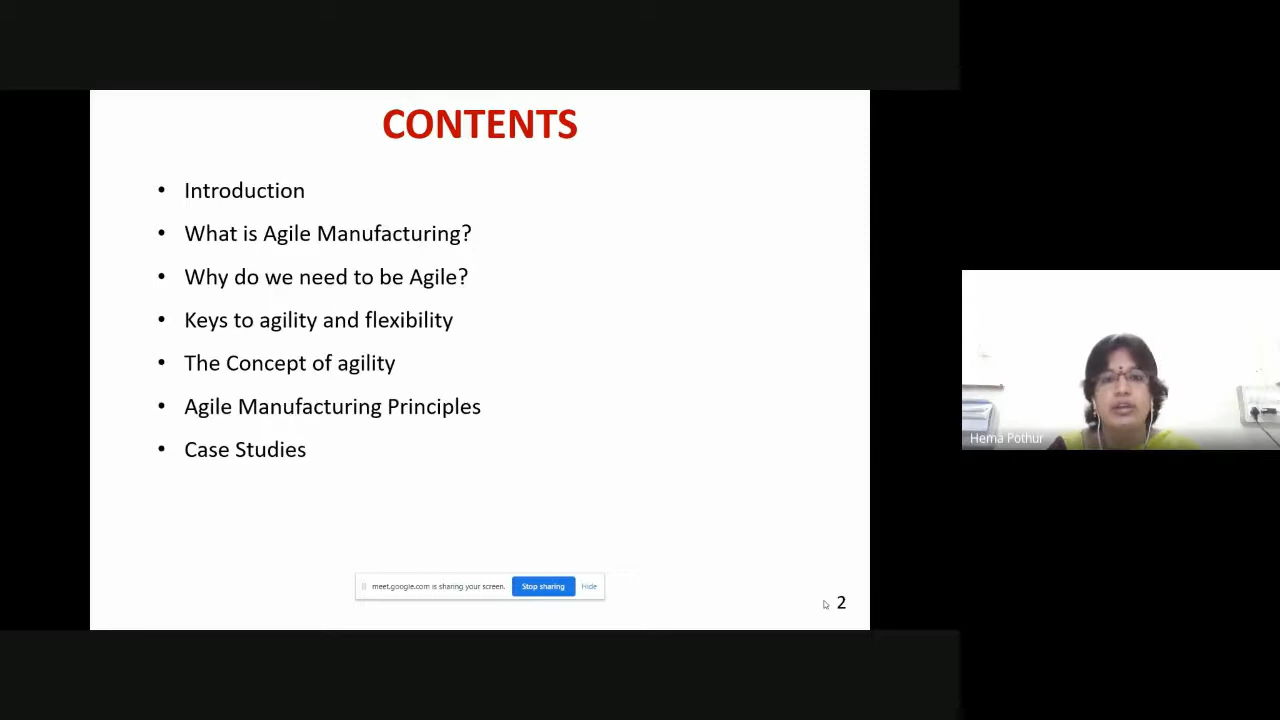 CONTENTS
• Introduction
• What is Agile Manufacturing?
• Why do we need to be Agile?
• Keys to agility and flexibility
• The Concept of agility
• Agile Manufacturing Principles
• Case Studies
meet.google.com is sharing your screen. Stop sharing Hide
2
Hema Pothur